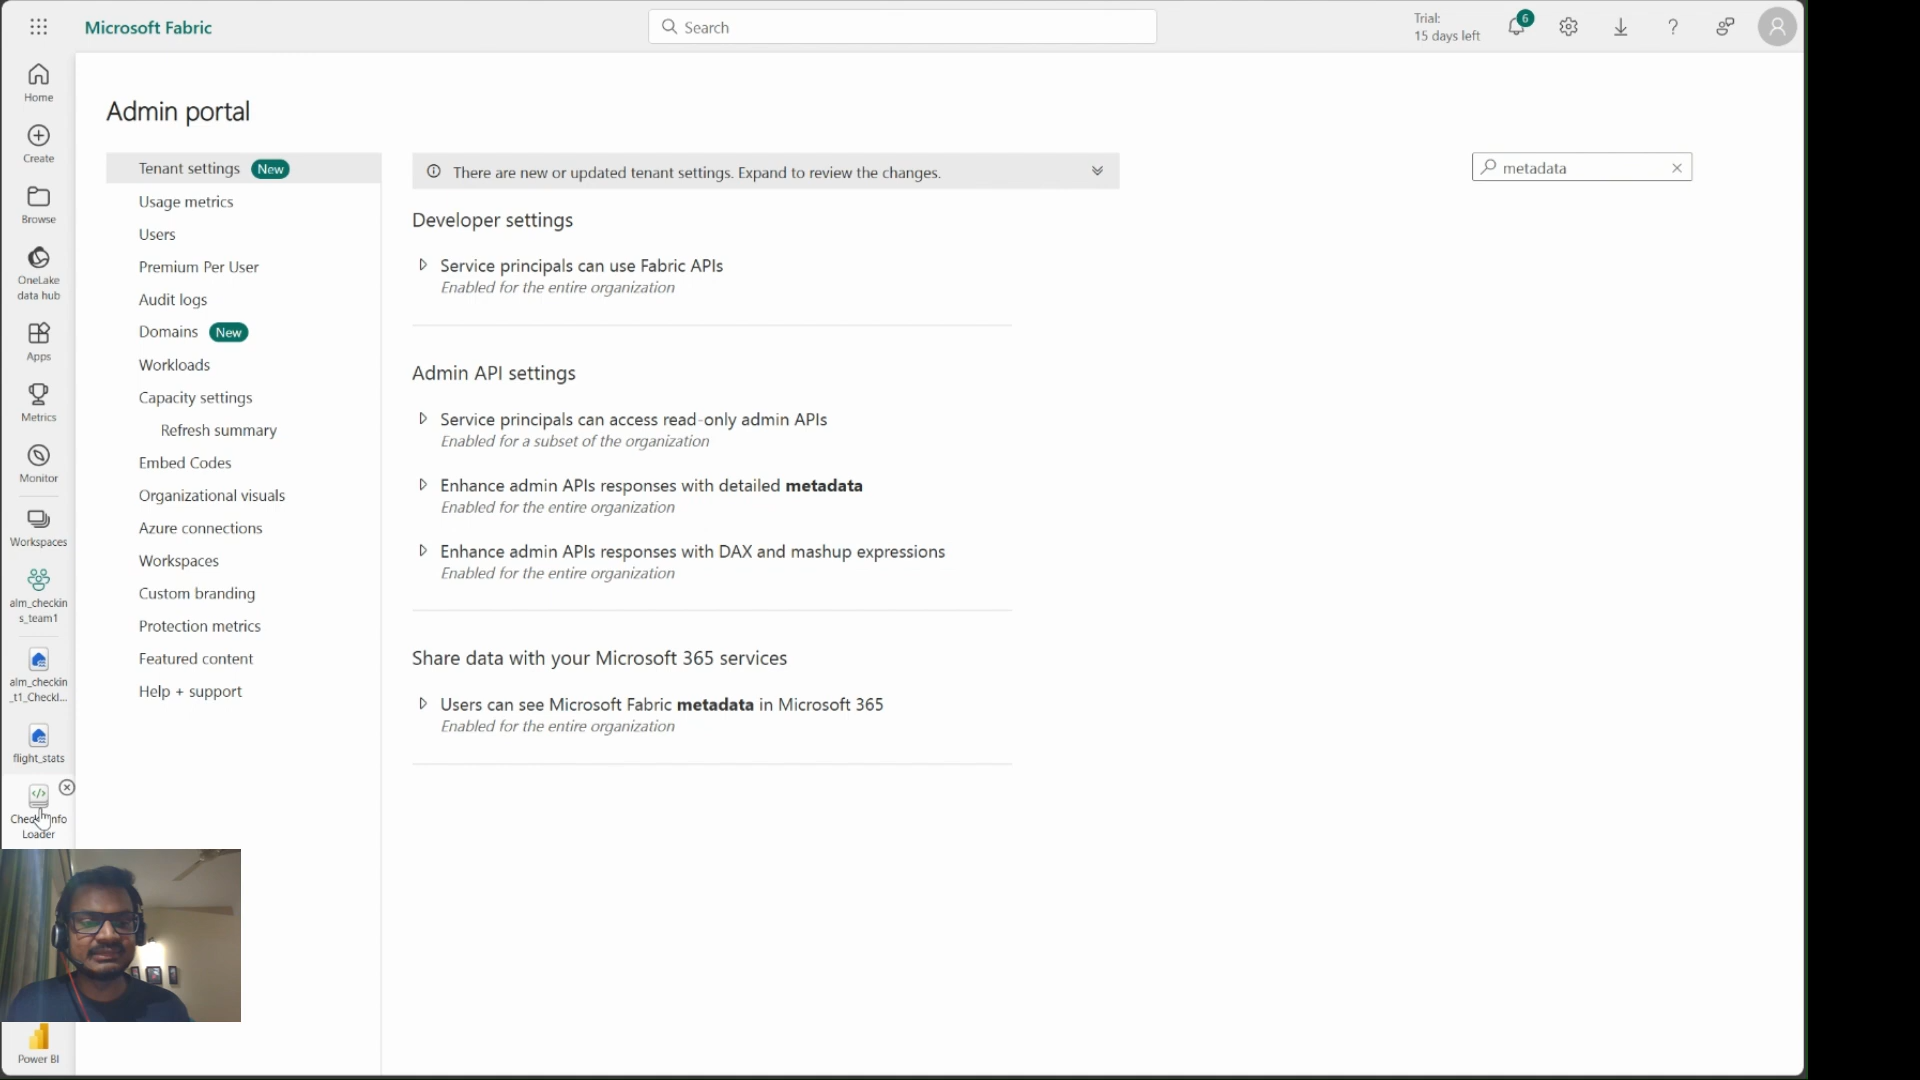 Microsoft Fabric
Search
Trial:
15 days left
6
Home
Create
Browse
OneLake
data hub
Apps
Metrics
Monitor
Workspaces
alm_checkin
s_team1
alm_checkin
_t1_CheckI...
flight_stats
Loader
Power BI
Admin portal
Tenant settings New
Usage metrics
Users
Premium Per User
Audit logs
Domains New
Workloads
Capacity settings
Refresh summary
Embed Codes
Organizational visuals
Azure connections
Workspaces
Custom branding
Protection metrics
Featured content
Help + support
There are new or updated tenant settings. Expand to review the changes.
metadata
Developer settings
Service principals can use Fabric APIs
Enabled for the entire organization
Admin API settings
Service principals can access read-only admin APIs
Enabled for a subset of the organization
Enhance admin APIs responses with detailed metadata
Enabled for the entire organization
Enhance admin APIs responses with DAX and mashup expressions
Enabled for the entire organization
Share data with your Microsoft 365 services
Users can see Microsoft Fabric metadata in Microsoft 365
Enabled for the entire organization